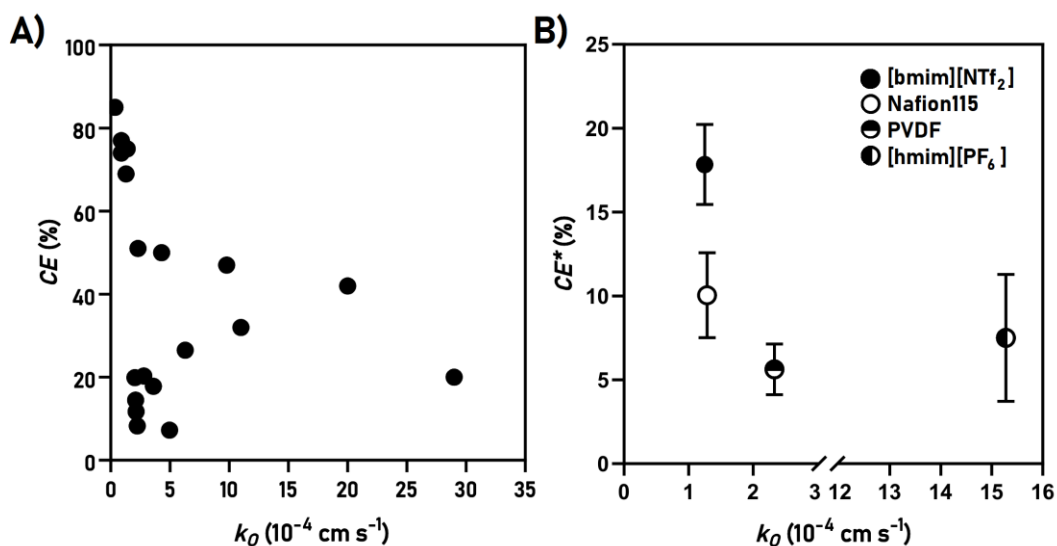 A)
100
80
60
40
20
0
CE (%)
0 5 10 15 20 25 30 35
k_O (10⁻⁴ cm s⁻¹)
B)
25
20
15
10
5
0
CE* (%)
[bmim][NTf₂]
Nafion115
PVDF
[hmim][PF₆]
0 1 2 3 12 13 14 15 16
k_O (10⁻⁴ cm s⁻¹)